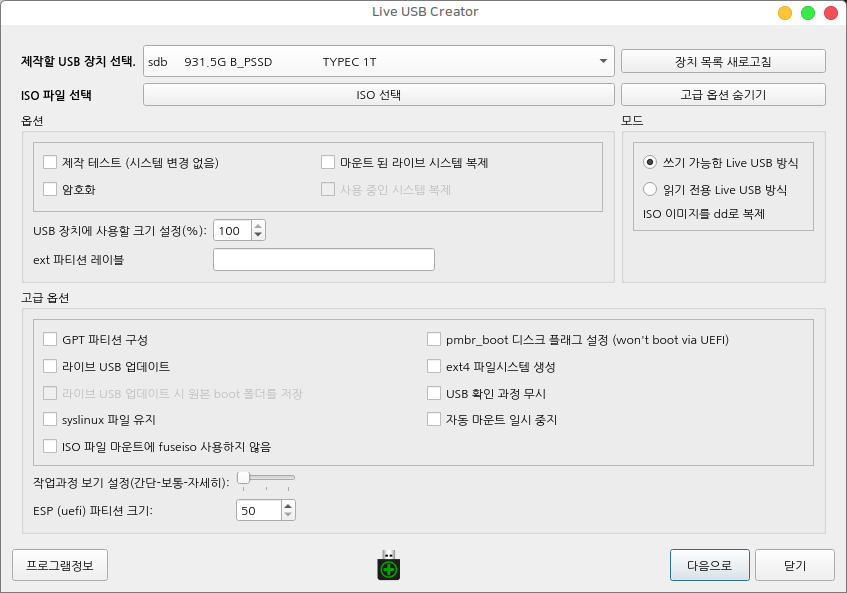 Live USB Creator
제작할 USB 장치 선택. sdb 931.5G B_PSSD TYPEC 1T 장치 목록 새로고침
ISO 파일 선택 ISO 선택 고급 옵션 숨기기
옵션 모드
제작 테스트 (시스템 변경 없음) 마운트 된 라이브 시스템 복제 쓰기 가능한 Live USB 방식
암호화 사용 중인 시스템 복제 읽기 전용 Live USB 방식
ISO 이미지를 dd로 복제
USB 장치에 사용할 크기 설정(%): 100
ext 파티션 레이블
고급 옵션
GPT 파티션 구성 pmbr_boot 디스크 플래그 설정 (won't boot via UEFI)
라이브 USB 업데이트 ext4 파일시스템 생성
라이브 USB 업데이트 시 원본 boot 폴더를 저장 USB 확인 과정 무시
syslinux 파일 유지 자동 마운트 일시 중지
ISO 파일 마운트에 fuseiso 사용하지 않음
작업과정 보기 설정(간단-보통-자세히):
ESP (uefi) 파티션 크기: 50
프로그램정보 다음으로 닫기